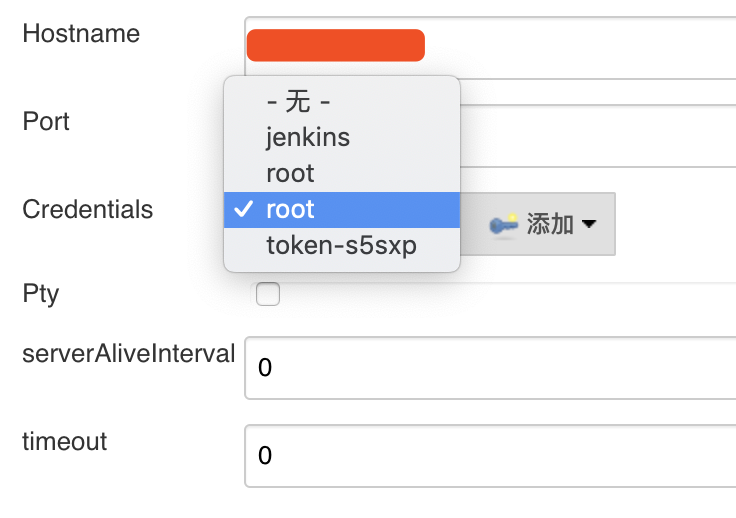 Hostname
- 无 -
jenkins
Port
root
Credentials
root
添加
token-s5sxp
Pty
serverAliveInterval
0
timeout
0